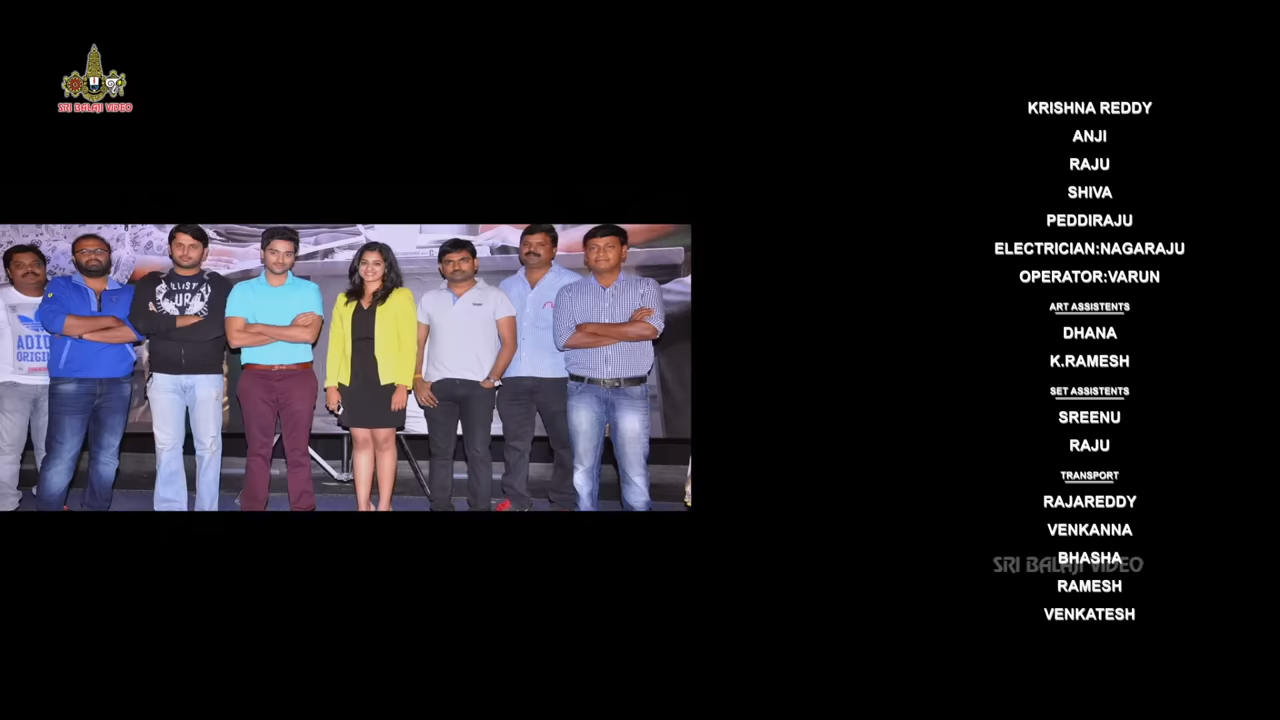 SRI BALAJI VIDEO
KRISHNA REDDY
ANJI
RAJU
SHIVA
PEDDIRAJU
ELECTRICIAN:NAGARAJU
OPERATOR:VARUN
ART ASSISTENTS
DHANA
K.RAMESH
SET ASSISTENTS
SREENU
RAJU
TRANSPORT
RAJAREDDY
VENKANNA
BHASHA
SRI BALAJI VIDEO
RAMESH
VENKATESH